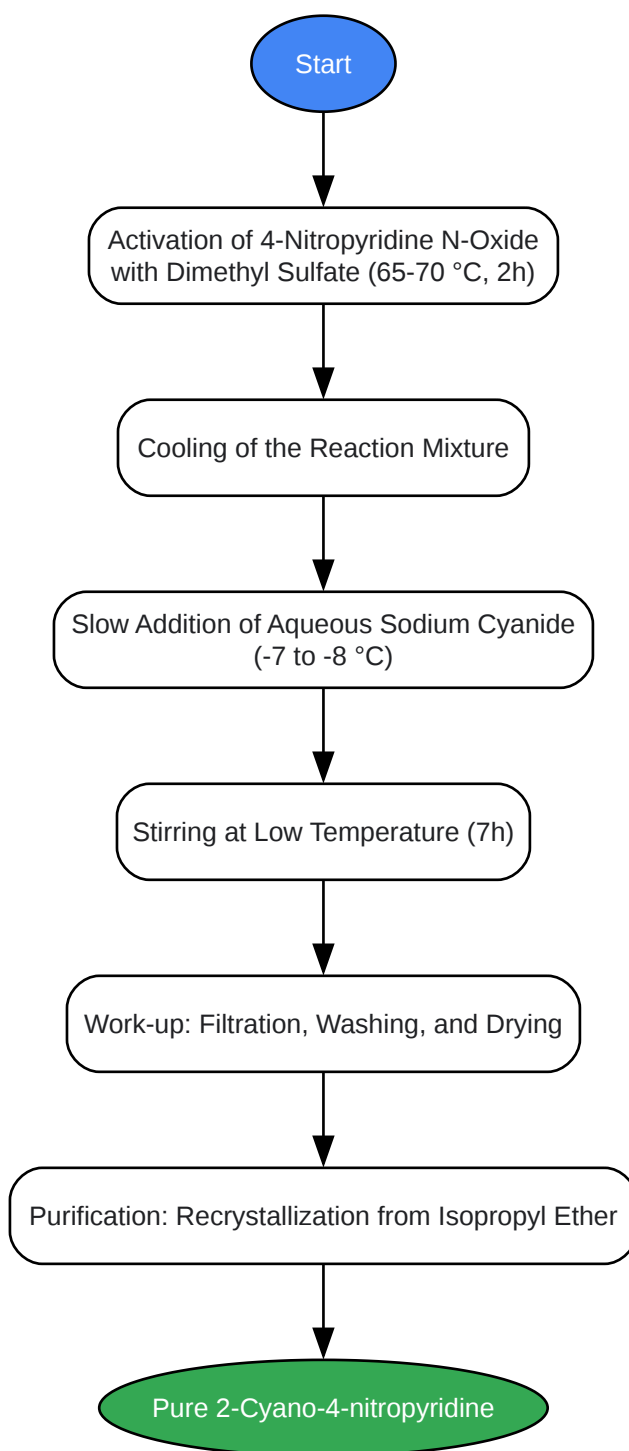 Start
Activation of 4-Nitropyridine N-Oxide
with Dimethyl Sulfate (65-70 °C, 2h)
Cooling of the Reaction Mixture
Slow Addition of Aqueous Sodium Cyanide
(-7 to -8 °C)
Stirring at Low Temperature (7h)
Work-up: Filtration, Washing, and Drying
Purification: Recrystallization from Isopropyl Ether
Pure 2-Cyano-4-nitropyridine